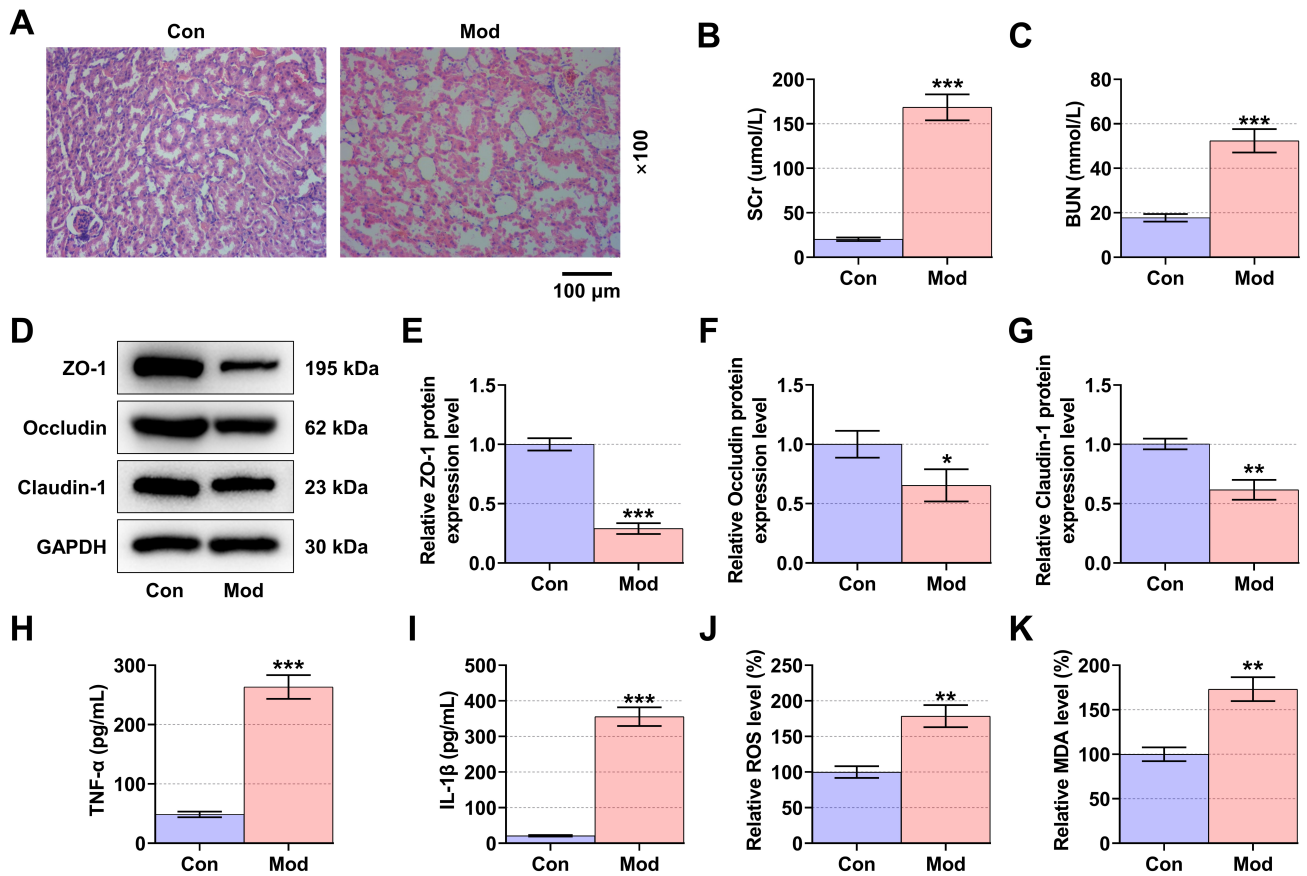 A
Con
Mod
×100
100 μm
B
SCr (umol/L)
200
150
100
50
0
Con
Mod
***
C
BUN (mmol/L)
80
60
40
20
0
Con
Mod
***
D
ZO-1
195 kDa
Occludin
62 kDa
Claudin-1
23 kDa
GAPDH
30 kDa
Con
Mod
E
Relative ZO-1 protein
expression level
1.5
1.0
0.5
0.0
Con
Mod
***
F
Relative Occludin protein
expression level
1.5
1.0
0.5
0.0
Con
Mod
*
G
Relative Claudin-1 protein
expression level
1.5
1.0
0.5
0.0
Con
Mod
**
H
TNF-α (pg/mL)
300
200
100
0
Con
Mod
***
I
IL-1β (pg/mL)
500
400
300
200
100
0
Con
Mod
***
J
Relative ROS level (%)
250
200
150
100
50
0
Con
Mod
**
K
Relative MDA level (%)
200
150
100
50
0
Con
Mod
**